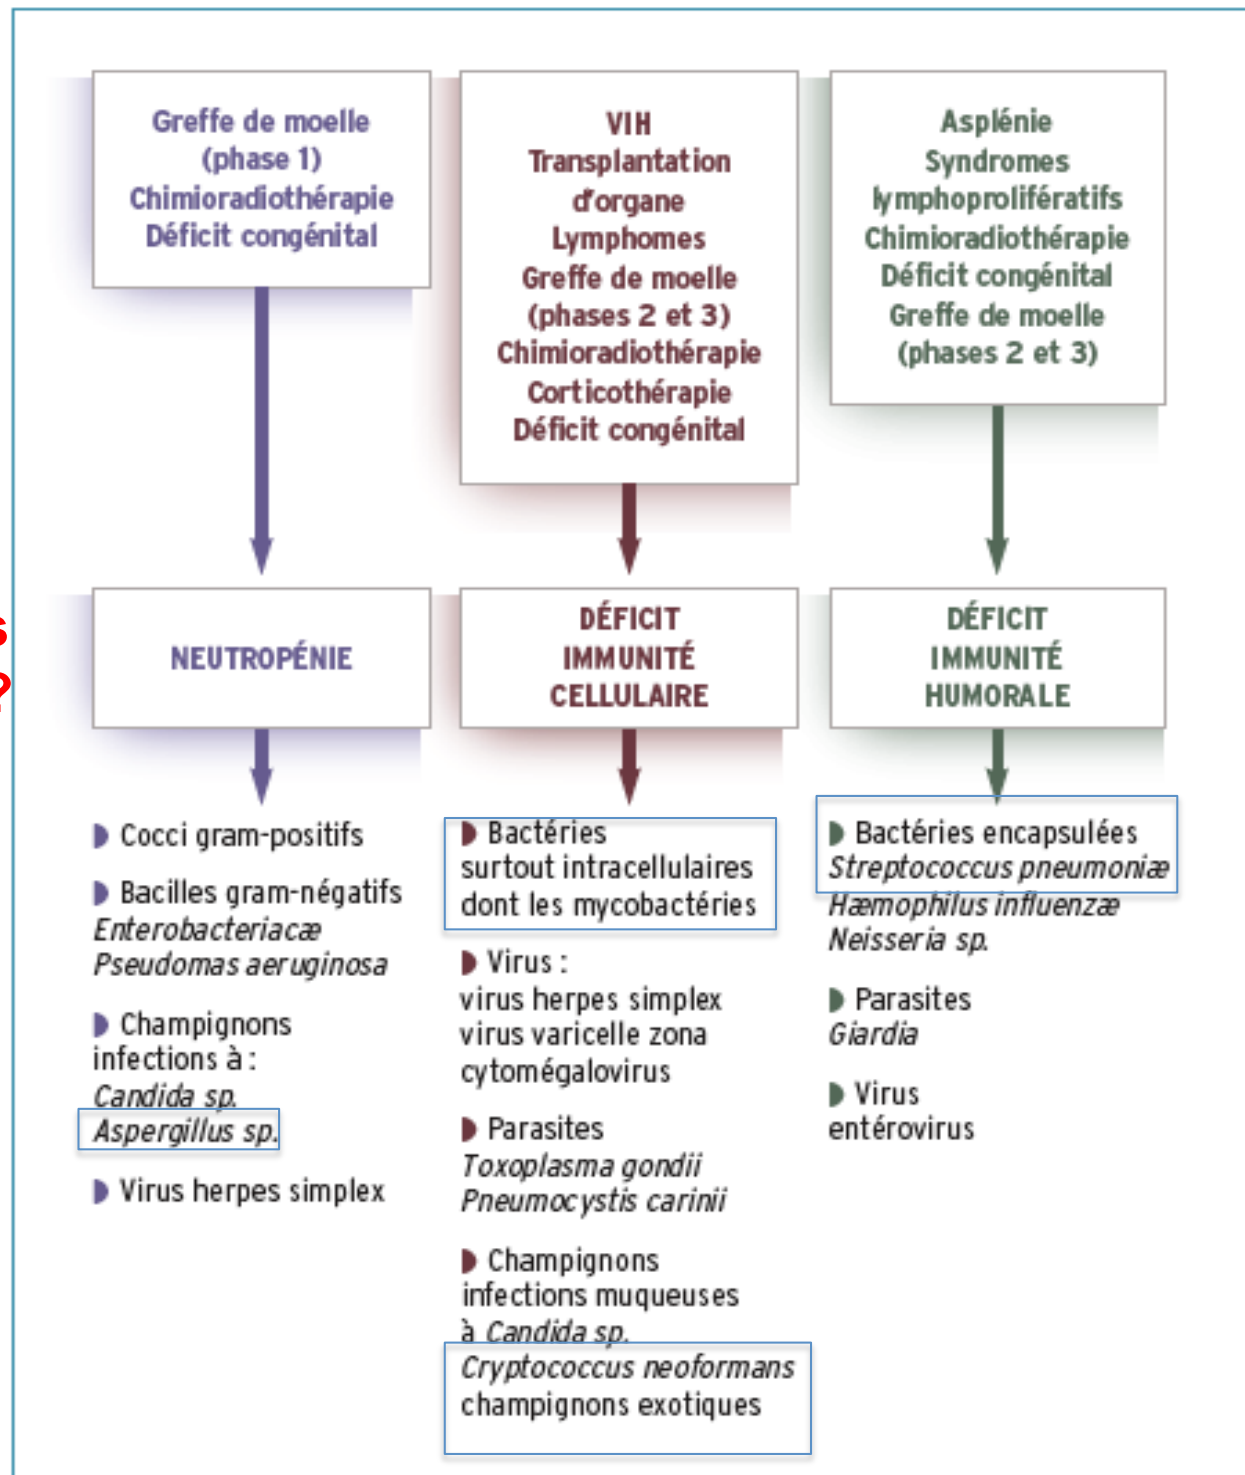 Greffe de moelle
(phase 1)
Chimioradiothérapie
Déficit congénital
VIH
Transplantation
d'organe
Lymphomes
Greffe de moelle
(phases 2 et 3)
Chimioradiothérapie
Corticothérapie
Déficit congénital
Asplénie
Syndromes
lymphoprolifératifs
Chimioradiothérapie
Déficit congénital
Greffe de moelle
(phases 2 et 3)
s
?
NEUTROPÉNIE
DÉFICIT
IMMUNITÉ
CELLULAIRE
DÉFICIT
IMMUNITÉ
HUMORALE
Cocci gram-positifs
Bacilles gram-négatifs
Enterobacteriacæ
Pseudomas aeruginosa
Champignons
infections à :
Candida sp.
Aspergillus sp.
Virus herpes simplex
Bactéries
surtout intracellulaires
dont les mycobactéries
Virus :
virus herpes simplex
virus varicelle zona
cytomégalovirus
Parasites
Toxoplasma gondii
Pneumocystis carinii
Champignons
infections muqueuses
à Candida sp.
Cryptococcus neoformans
champignons exotiques
Bactéries encapsulées
Streptococcus pneumoniæ
Hæmophilus influenzæ
Neisseria sp.
Parasites
Giardia
Virus
entérovirus